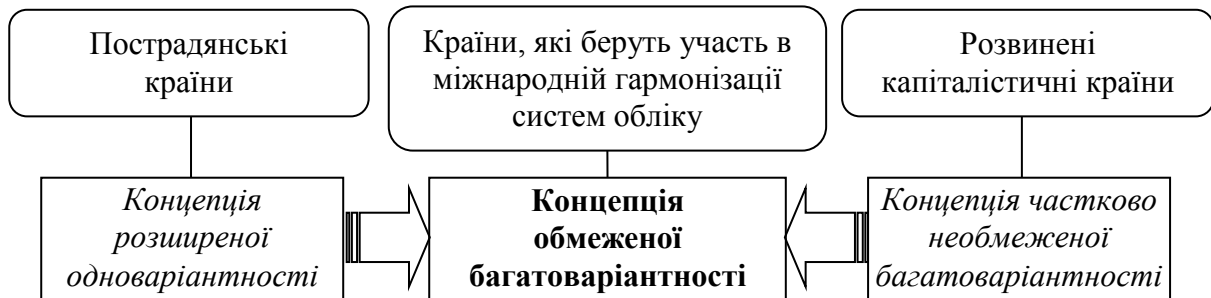 Пострадянські
країни
Країни, які беруть участь в
міжнародній гармонізації
систем обліку
Розвинені
капіталістичні країни
Концепція
розширеної
одноваріантності
Концепція
обмеженої
багатоваріантності
Концепція частково
необмеженої
багатоваріантності